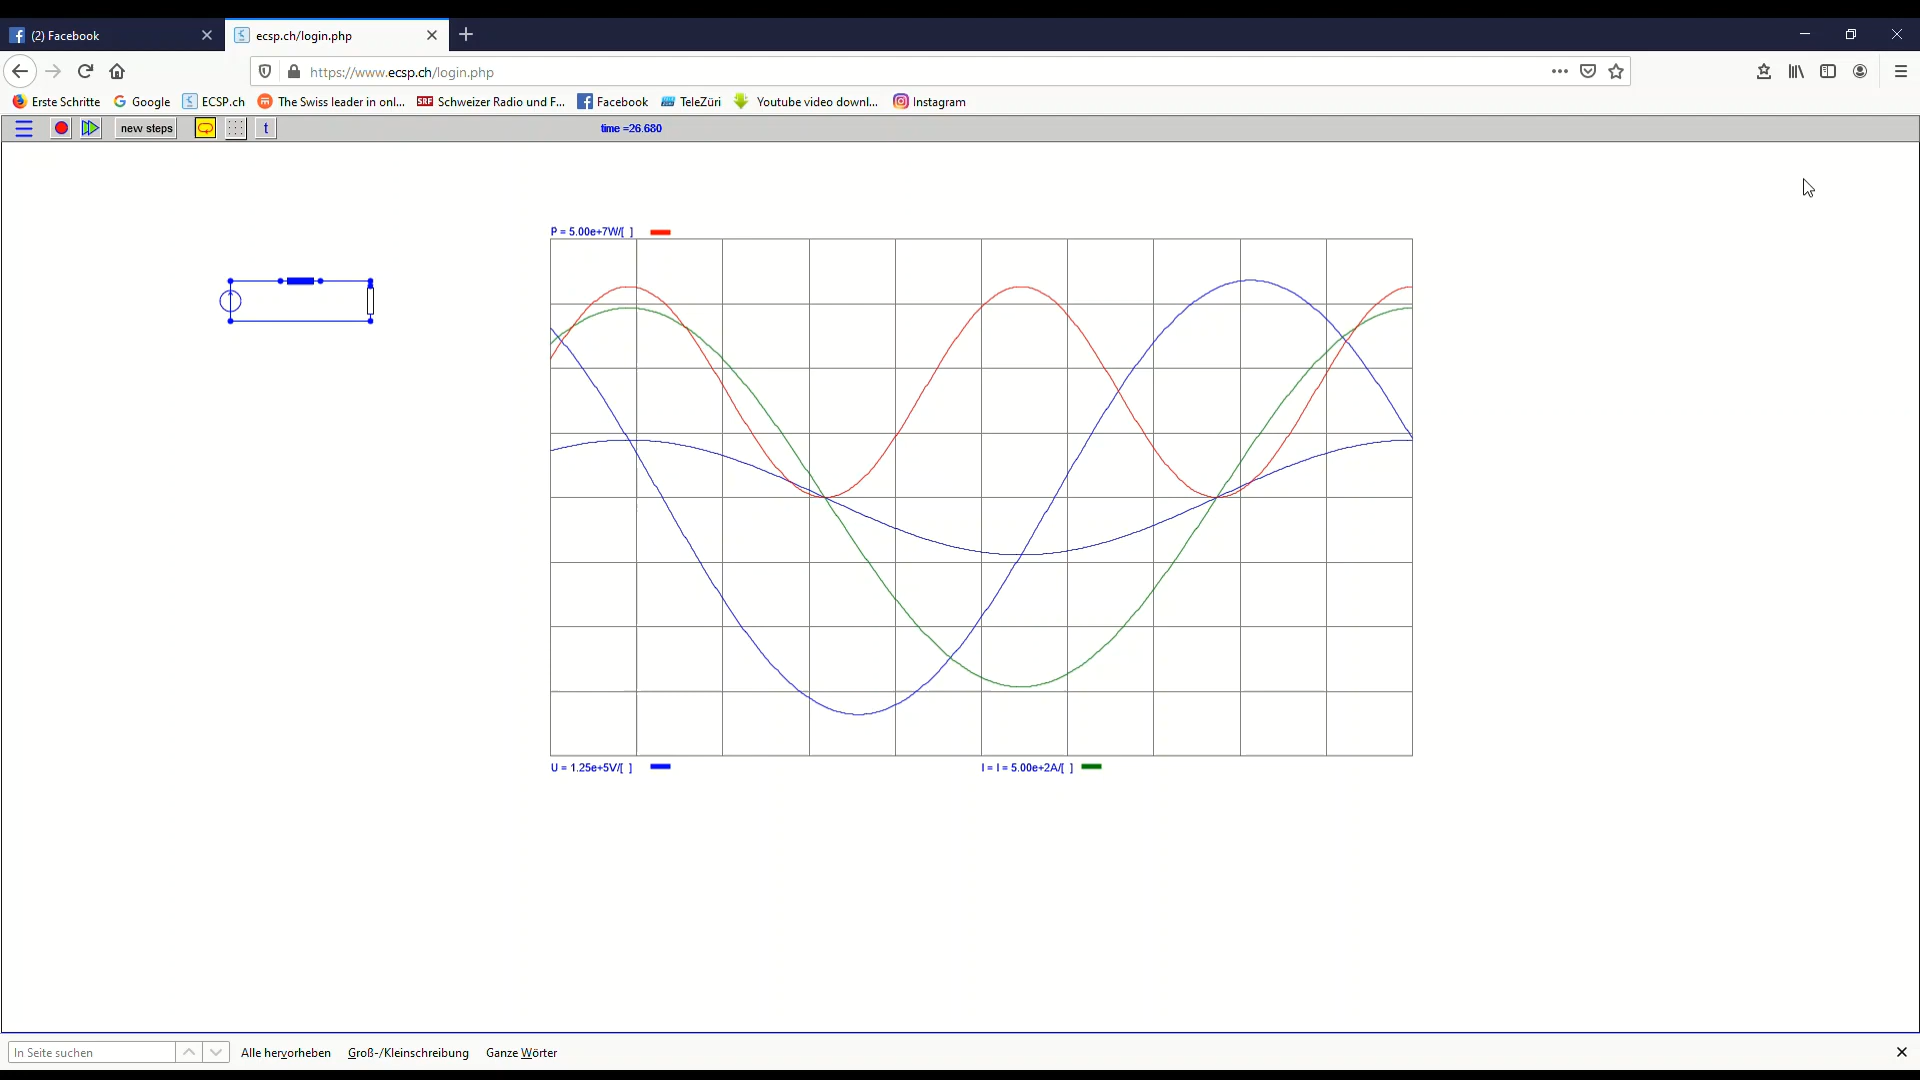 (2) Facebook
ecsp.ch/login.php
https://www.ecsp.ch/login.php
Erste Schritte Google ECSP.ch The Swiss leader in onl... SRF Schweizer Radio und F... Facebook TeleZüri Youtube video downl... Instagram
new steps t time =26.680
P = 5.00e+7W/[ ]
U = 1.25e+5V/[ ] I = I = 5.00e+2A/[ ]
In Seite suchen Alle hervorheben Groß-/Kleinschreibung Ganze Wörter